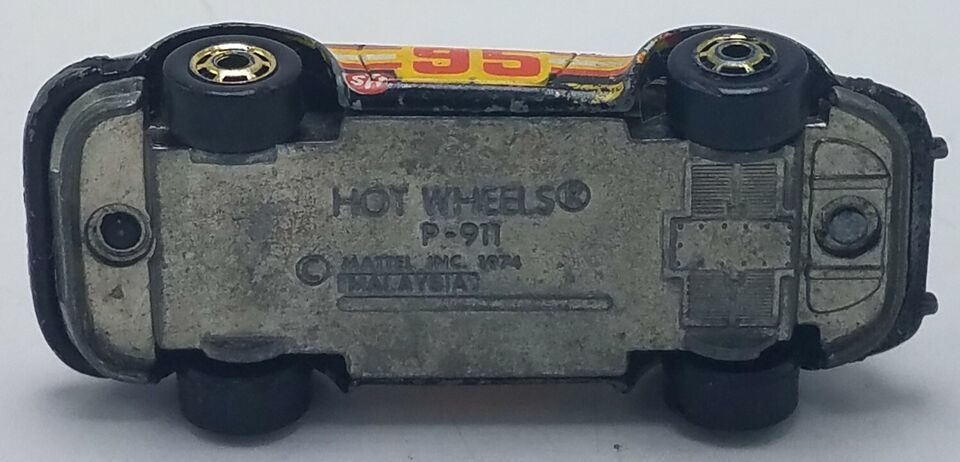 95
HOT WHEELS®
P-911
© MATTEL, INC. 1974
MALAYSIA